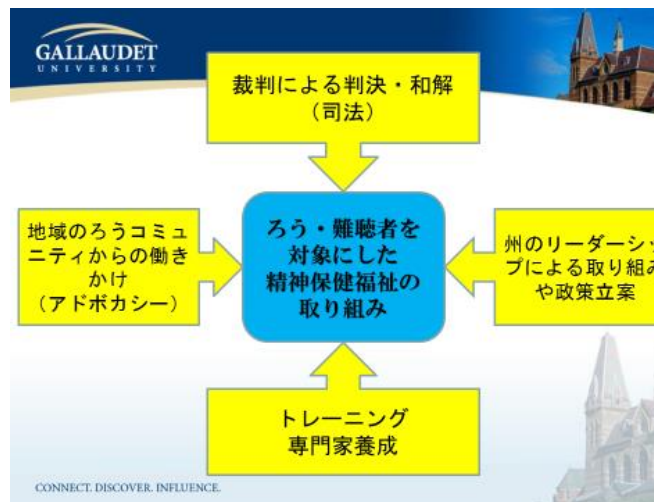 GALLAUDET
UNIVERSITY
裁判による判決・和解
（司法）
地域のろうコミュ
ニティからの働き
かけ
（アドボカシー）
ろう・難聴者を
対象にした
精神保健福祉の
取り組み
州のリーダーシッ
プによる取り組み
や政策立案
トレーニング
専門家養成
CONNECT. DISCOVER. INFLUENCE.